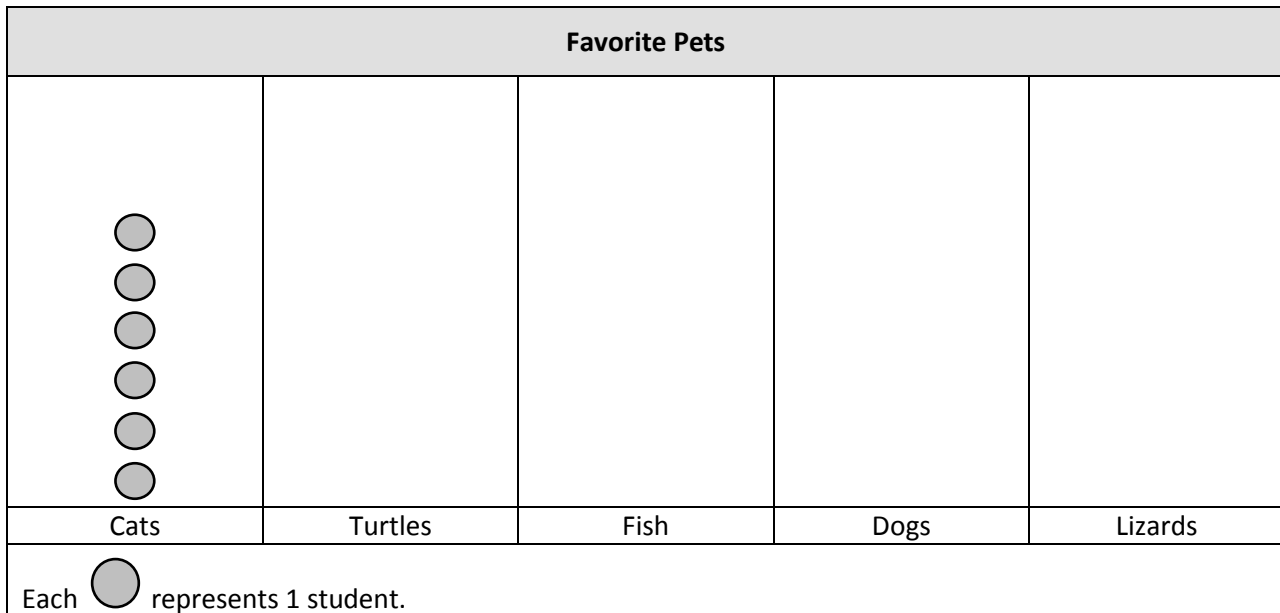 Favorite Pets
Cats Turtles Fish Dogs Lizards
Each represents 1 student.